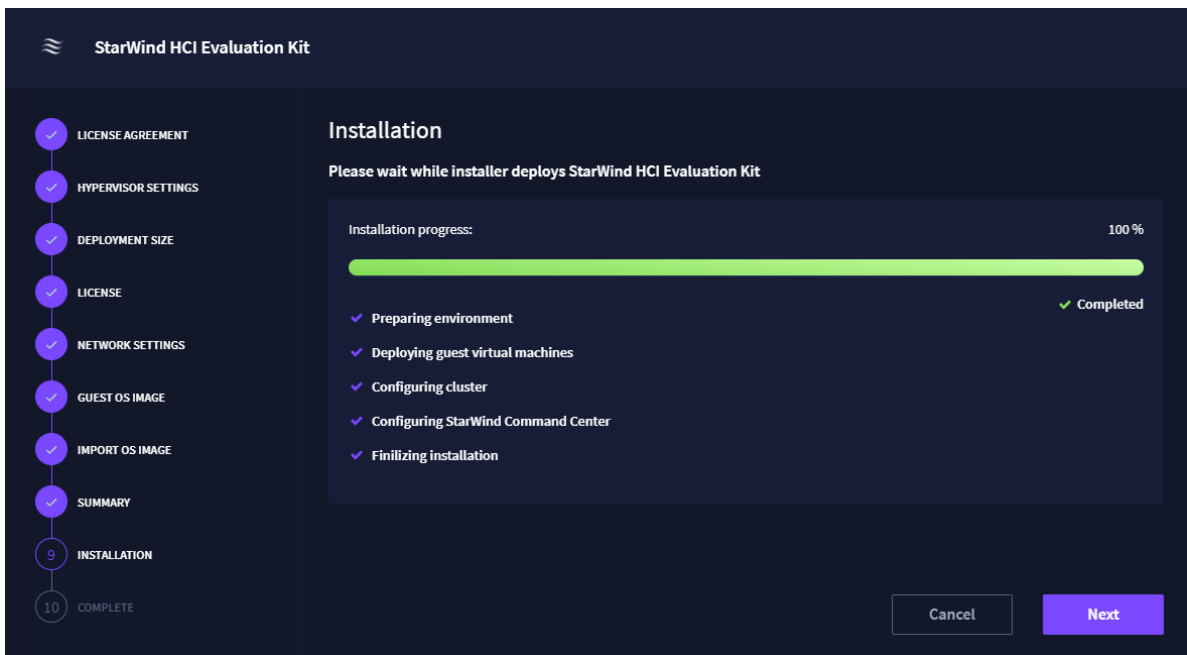 StarWind HCI Evaluation Kit
LICENSE AGREEMENT
HYPERVISOR SETTINGS
DEPLOYMENT SIZE
LICENSE
NETWORK SETTINGS
GUEST OS IMAGE
IMPORT OS IMAGE
SUMMARY
9 INSTALLATION
10 COMPLETE
Installation
Please wait while installer deploys StarWind HCI Evaluation Kit
Installation progress: 100 %
Completed
Preparing environment
Deploying guest virtual machines
Configuring cluster
Configuring StarWind Command Center
Finilizing installation
Cancel Next